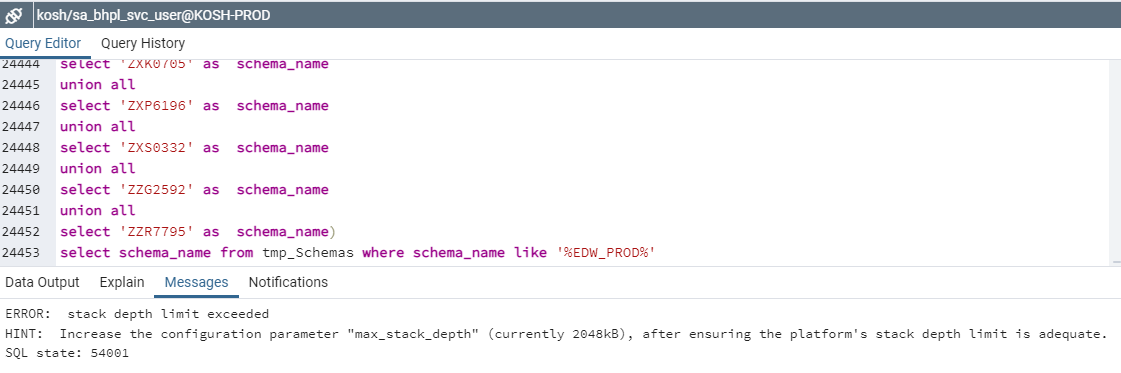 kosh/sa_bhpl_svc_user@KOSH-PROD
Query Editor Query History
24444 select 'ZXK0705' as  schema_name
24445 union all
24446 select 'ZXP6196' as  schema_name
24447 union all
24448 select 'ZXS0332' as  schema_name
24449 union all
24450 select 'ZZG2592' as  schema_name
24451 union all
24452 select 'ZZR7795' as  schema_name)
24453 select schema_name from tmp_Schemas where schema_name like '%EDW_PROD%'
Data Output Explain Messages Notifications
ERROR:  stack depth limit exceeded
HINT:  Increase the configuration parameter "max_stack_depth" (currently 2048kB), after ensuring the platform's stack depth limit is adequate.
SQL state: 54001